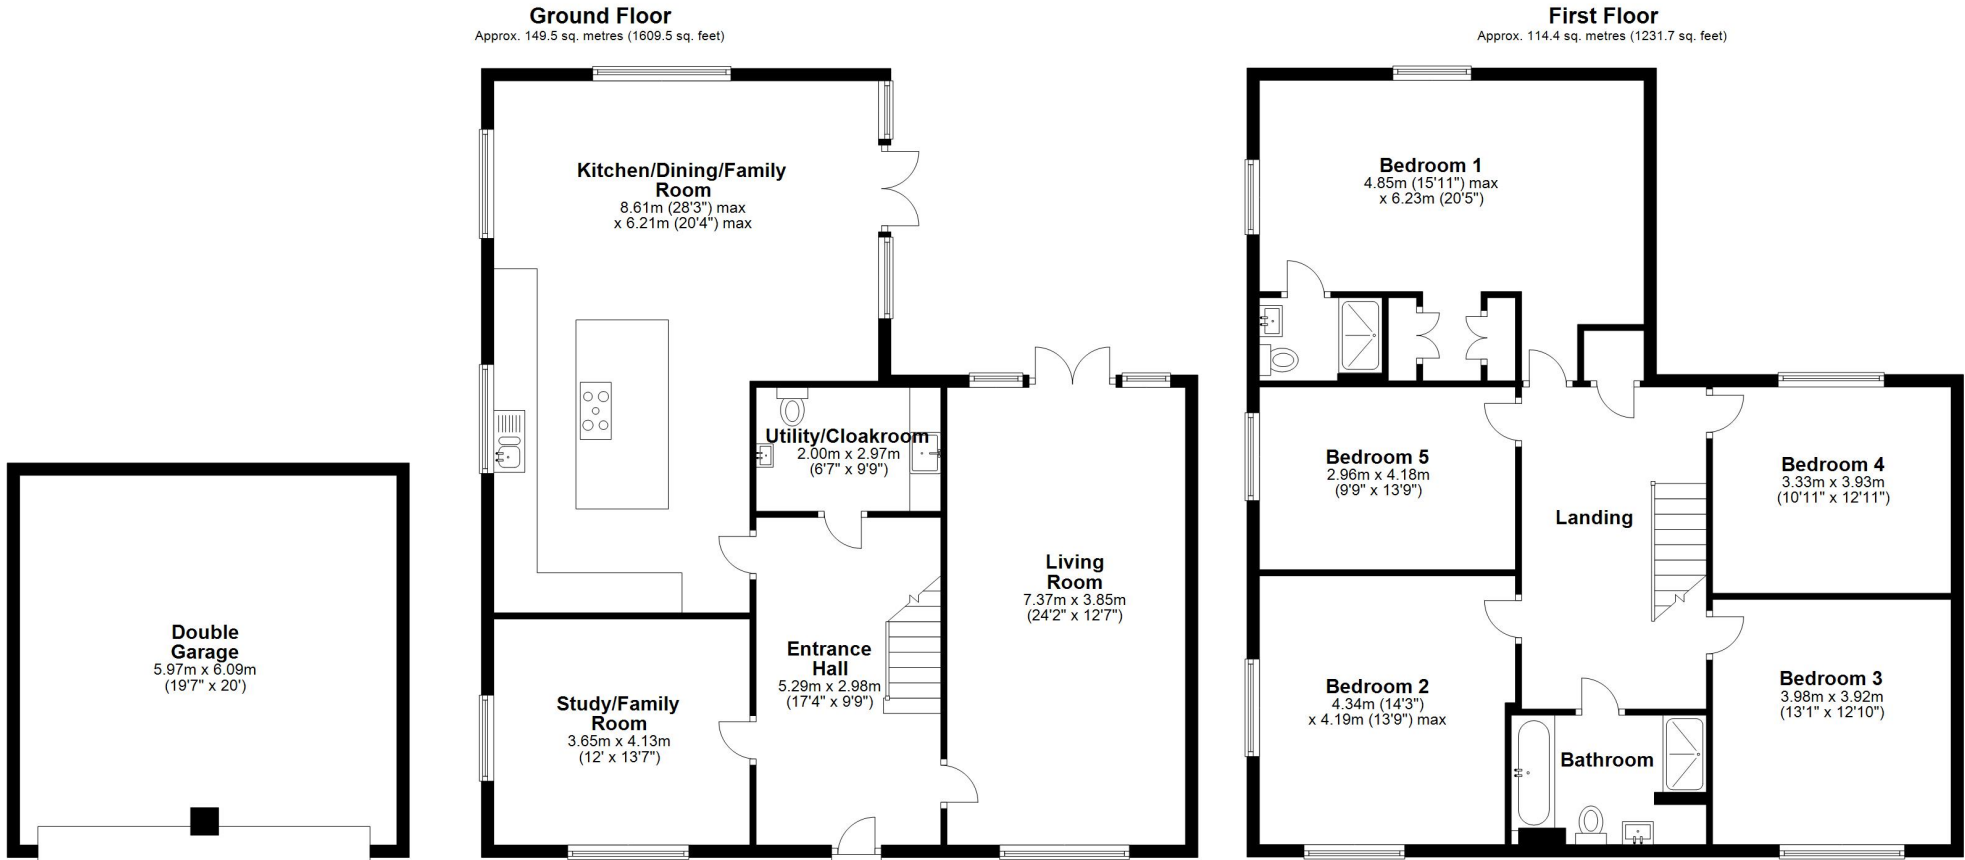 Ground Floor
Approx. 149.5 sq. metres (1609.5 sq. feet)
Kitchen/Dining/Family
Room
8.61m (28'3") max
x 6.21m (20'4") max
Utility/Cloakroom
2.00m x 2.97m
(6'7" x 9'9")
Living
Room
7.37m x 3.85m
(24'2" x 12'7")
Double
Garage
5.97m x 6.09m
(19'7" x 20')
Entrance
Hall
5.29m x 2.98m
(17'4" x 9'9")
Study/Family
Room
3.65m x 4.13m
(12' x 13'7")
First Floor
Approx. 114.4 sq. metres (1231.7 sq. feet)
Bedroom 1
4.85m (15'11") max
x 6.23m (20'5")
Bedroom 5
2.96m x 4.18m
(9'9" x 13'9")
Bedroom 4
3.33m x 3.93m
(10'11" x 12'11")
Landing
Bedroom 2
4.34m (14'3")
x 4.19m (13'9") max
Bedroom 3
3.98m x 3.92m
(13'1" x 12'10")
Bathroom